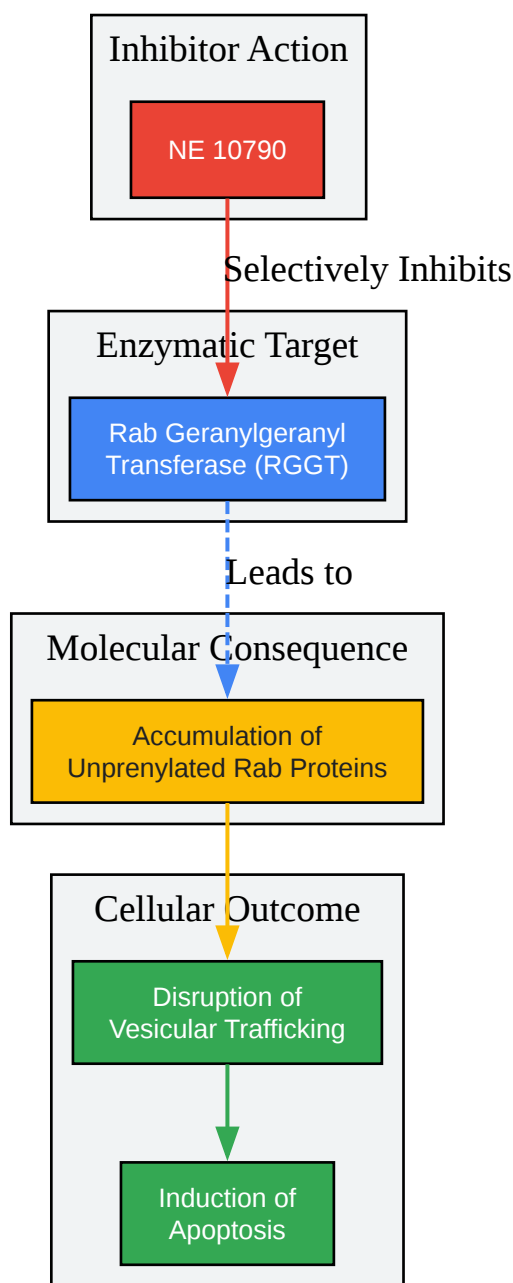 Inhibitor Action
NE 10790
Selectively Inhibits
Enzymatic Target
Rab Geranylgeranyl
Transferase (RGGT)
Leads to
Molecular Consequence
Accumulation of
Unprenylated Rab Proteins
Cellular Outcome
Disruption of
Vesicular Trafficking
Induction of
Apoptosis